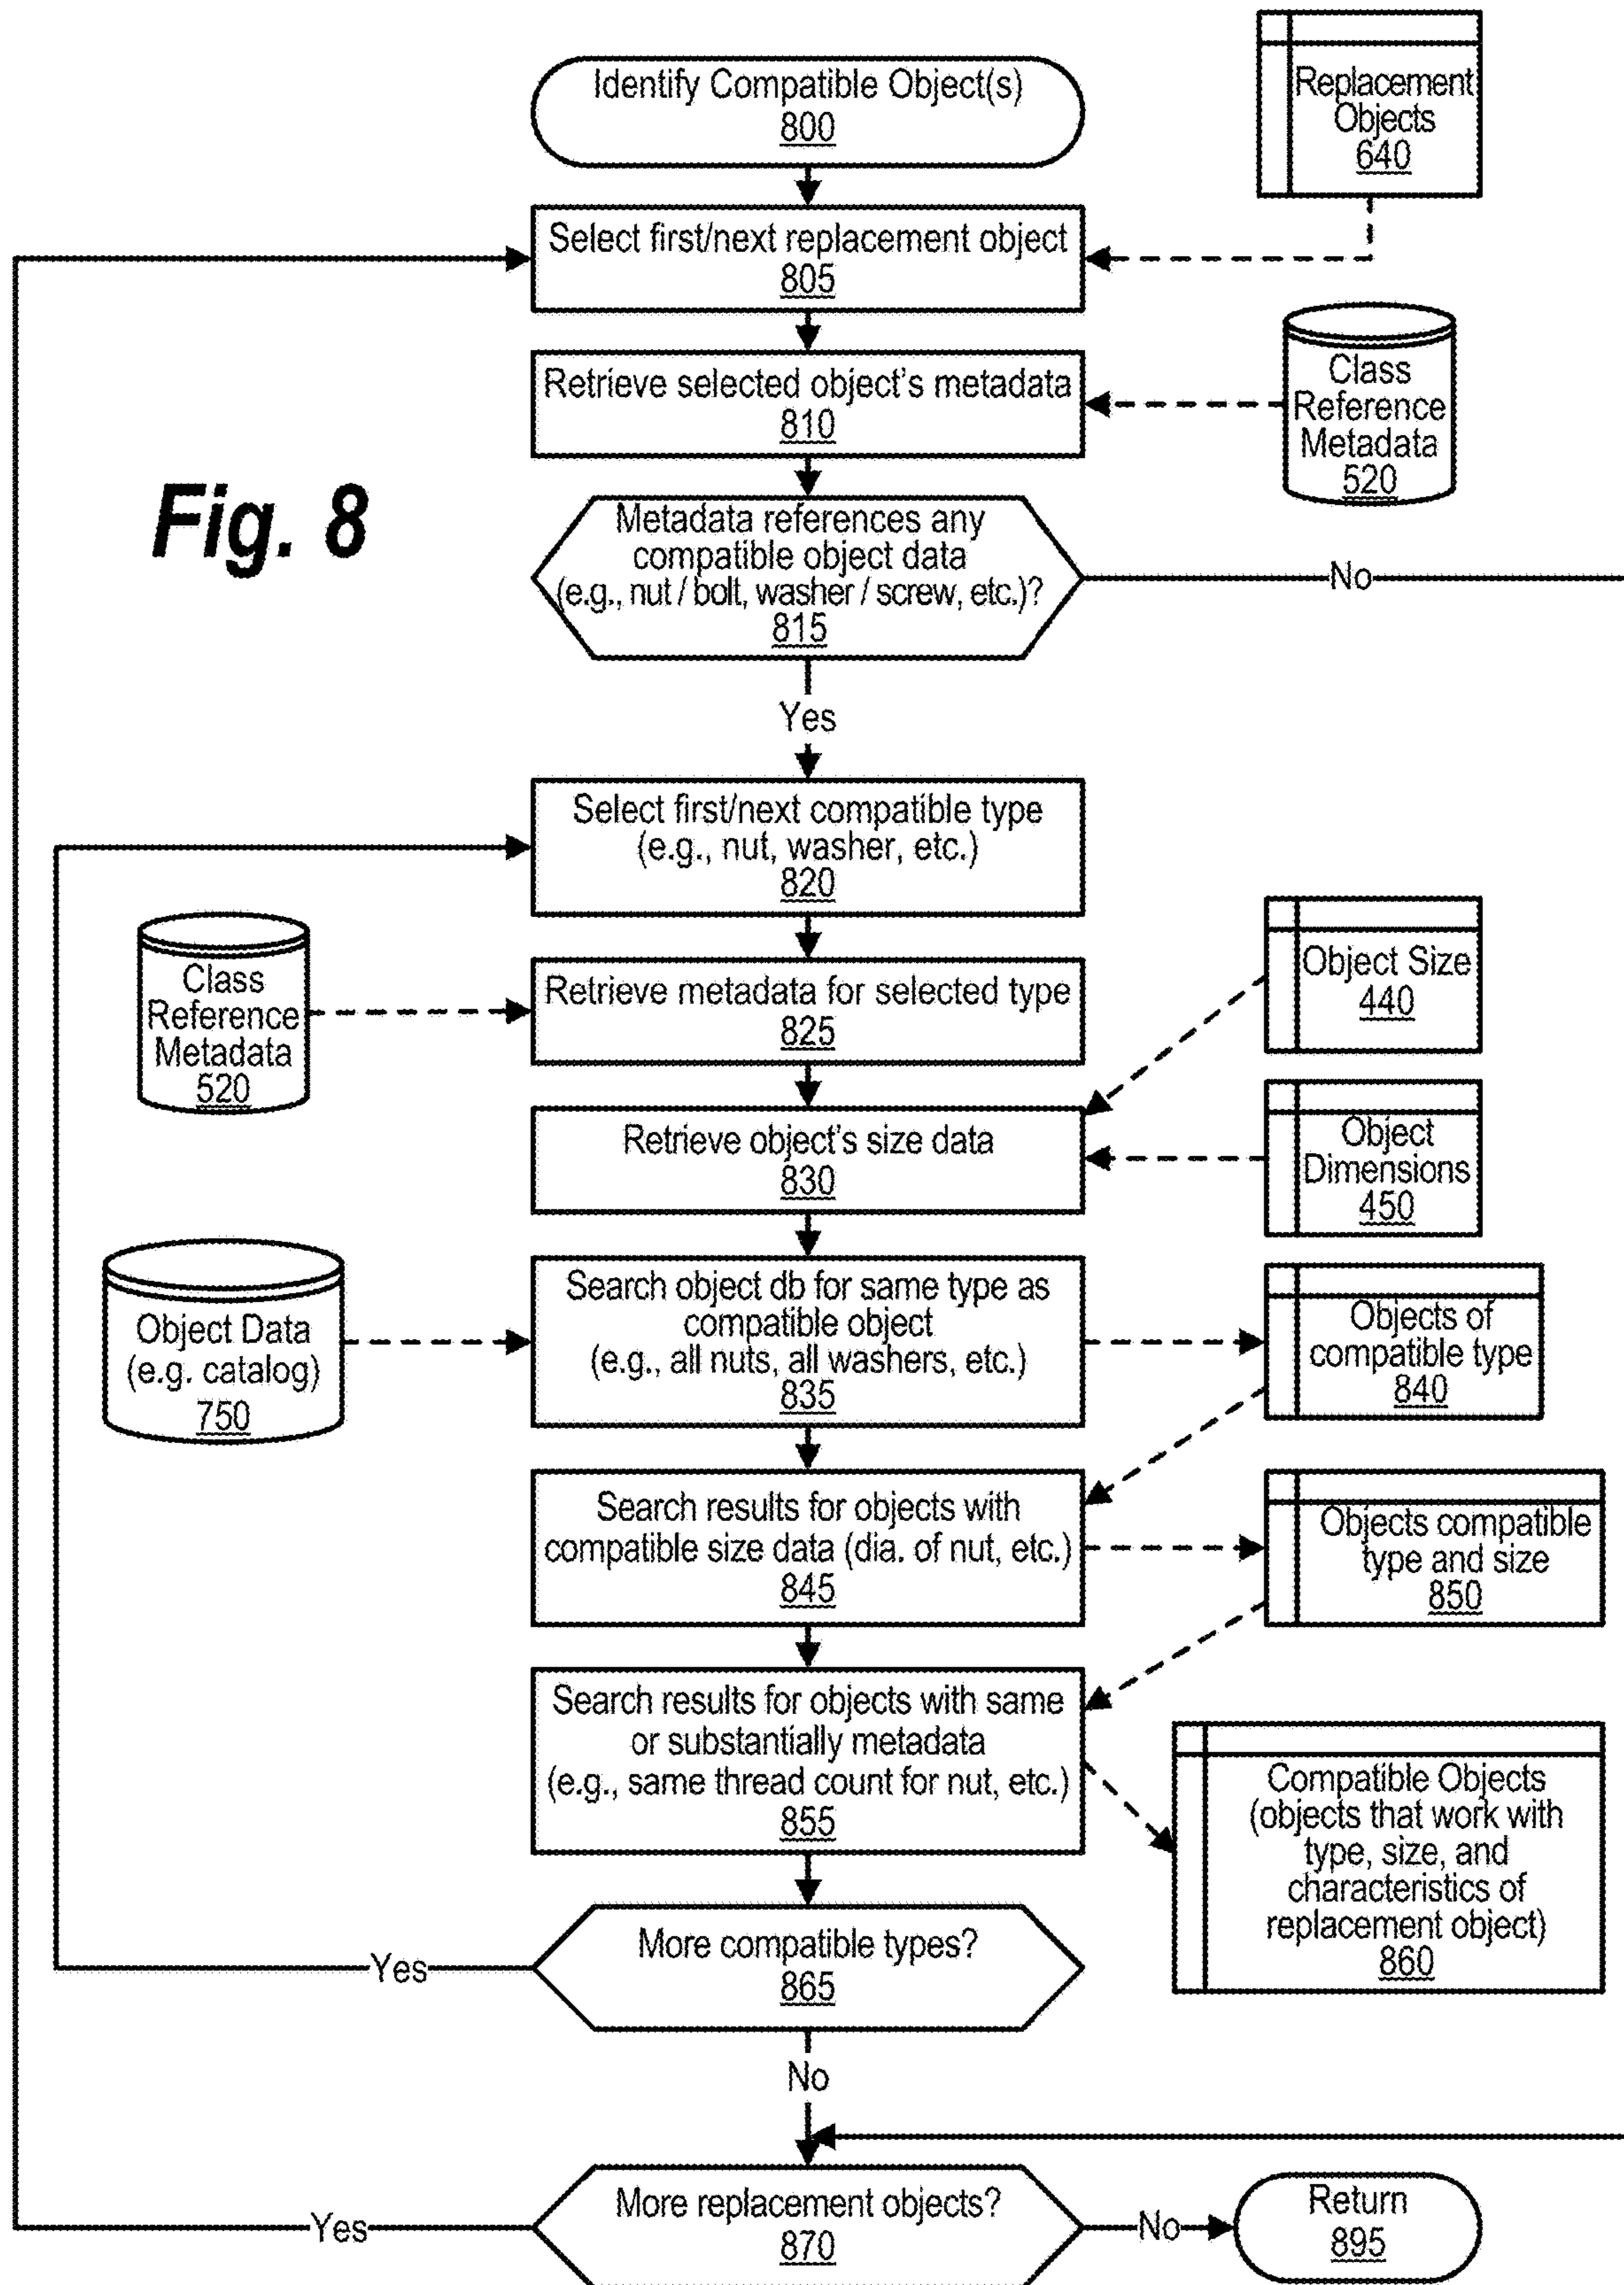 Identify Compatible Object(s)
800
Replacement
Objects
640
Select first/next replacement object
805
Retrieve selected object's metadata
810
Class
Reference
Metadata
520
Fig. 8
Metadata references any
compatible object data
(e.g., nut / bolt, washer / screw, etc.)?
815
No
Yes
Select first/next compatible type
(e.g., nut, washer, etc.)
820
Class
Reference
Metadata
520
Retrieve metadata for selected type
825
Object Size
440
Retrieve object's size data
830
Object
Dimensions
450
Object Data
(e.g. catalog)
750
Search object db for same type as
compatible object
(e.g., all nuts, all washers, etc.)
835
Objects of
compatible type
840
Search results for objects with
compatible size data (dia. of nut, etc.)
845
Objects compatible
type and size
850
Search results for objects with same
or substantially metadata
(e.g., same thread count for nut, etc.)
855
Compatible Objects
(objects that work with
type, size, and
characteristics of
replacement object)
860
More compatible types?
865
Yes
No
More replacement objects?
870
Yes
No
Return
895